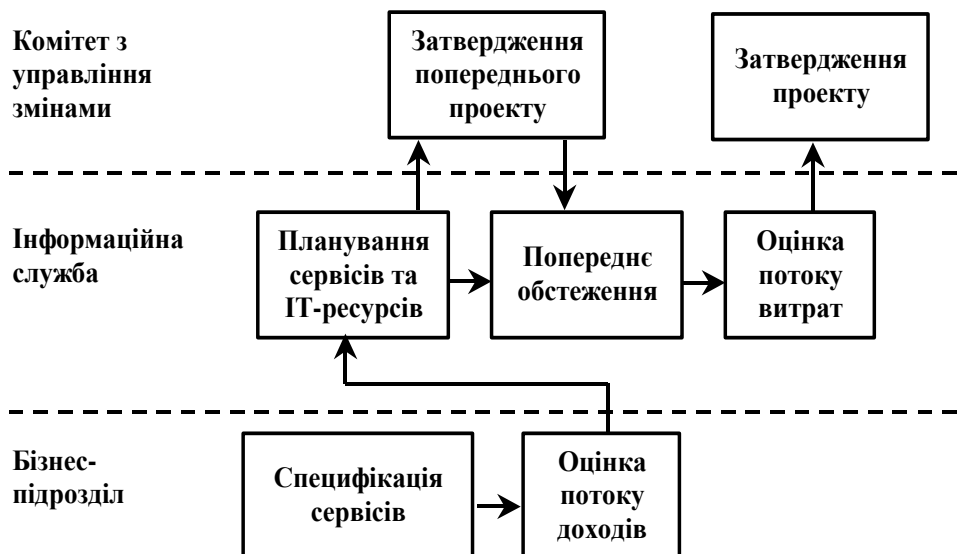 Комітет з
управління
змінами
Затвердження
попереднього
проекту
Затвердження
проекту
Інформаційна
служба
Планування
сервісів та
ІТ-ресурсів
Попереднє
обстеження
Оцінка
потоку
витрат
Бізнес-
підрозділ
Специфікація
сервісів
Оцінка
потоку
доходів